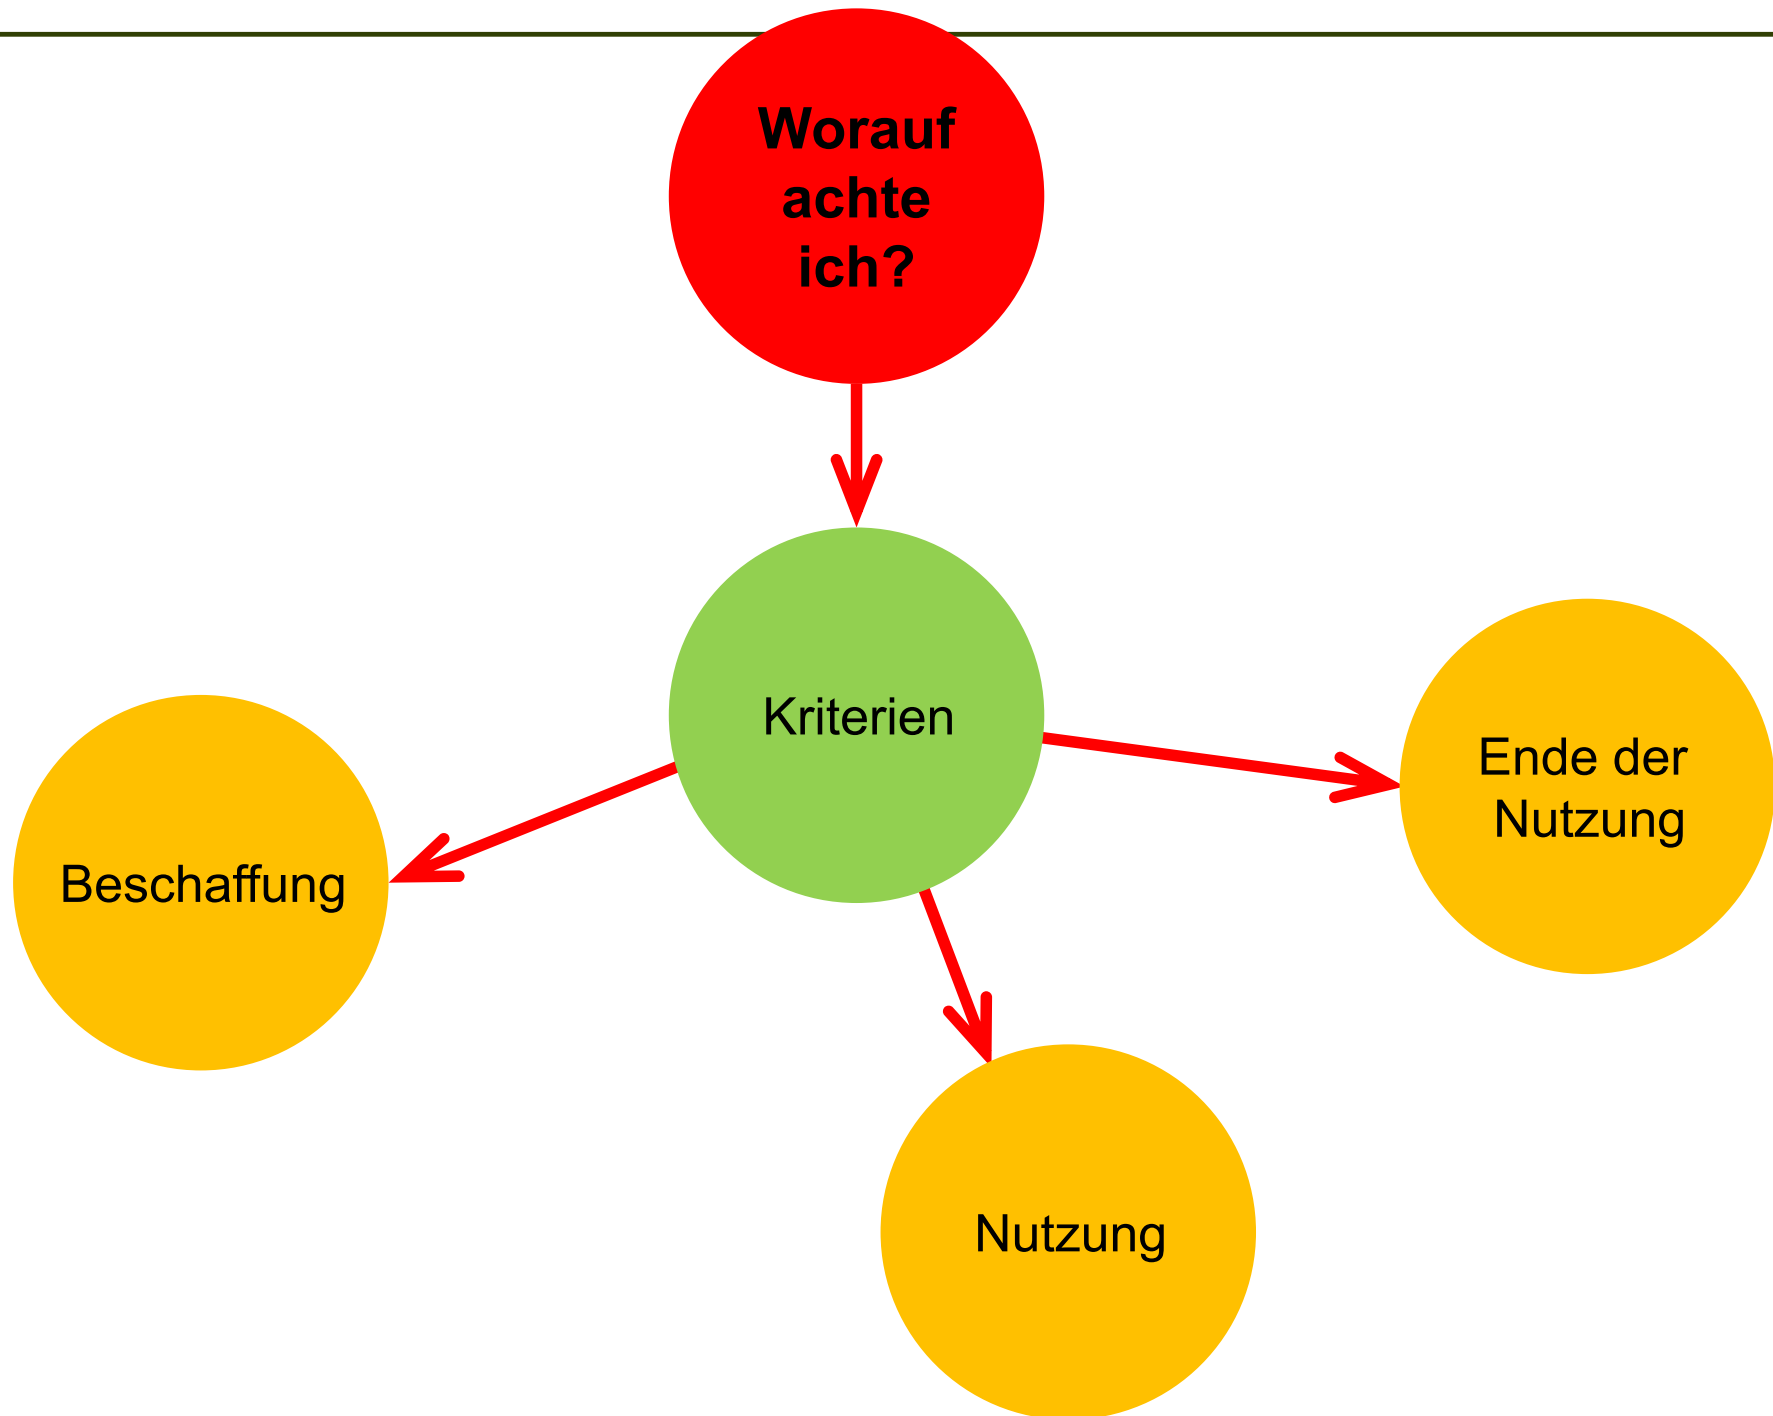 Worauf
achte
ich?
Kriterien
Beschaffung
Nutzung
Ende der
Nutzung